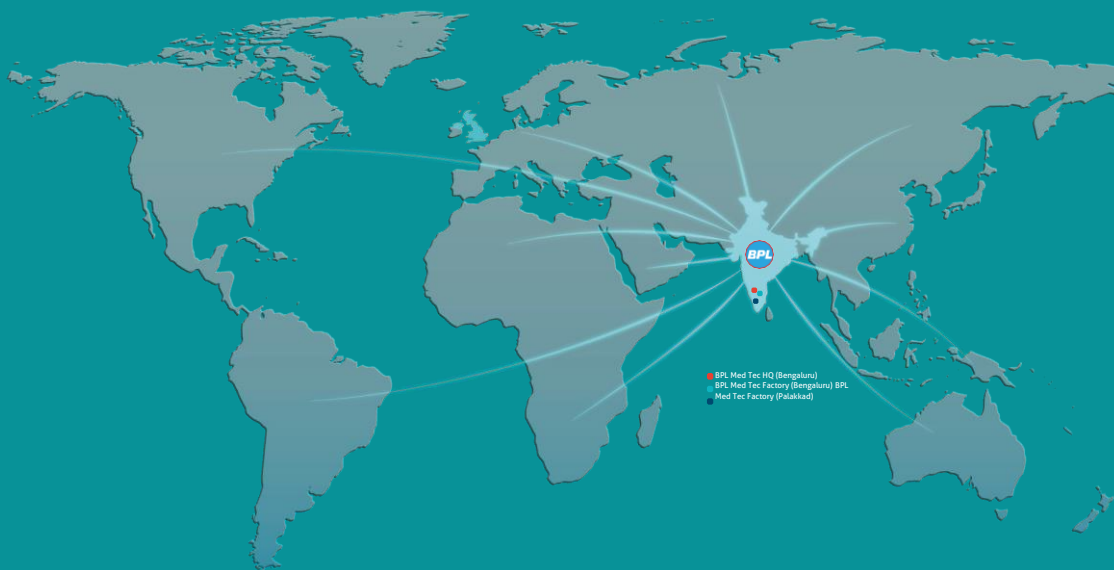 BPL
BPL Med Tec HQ (Bengaluru)
BPL Med Tec Factory (Bengaluru) BPL
Med Tec Factory (Palakkad)